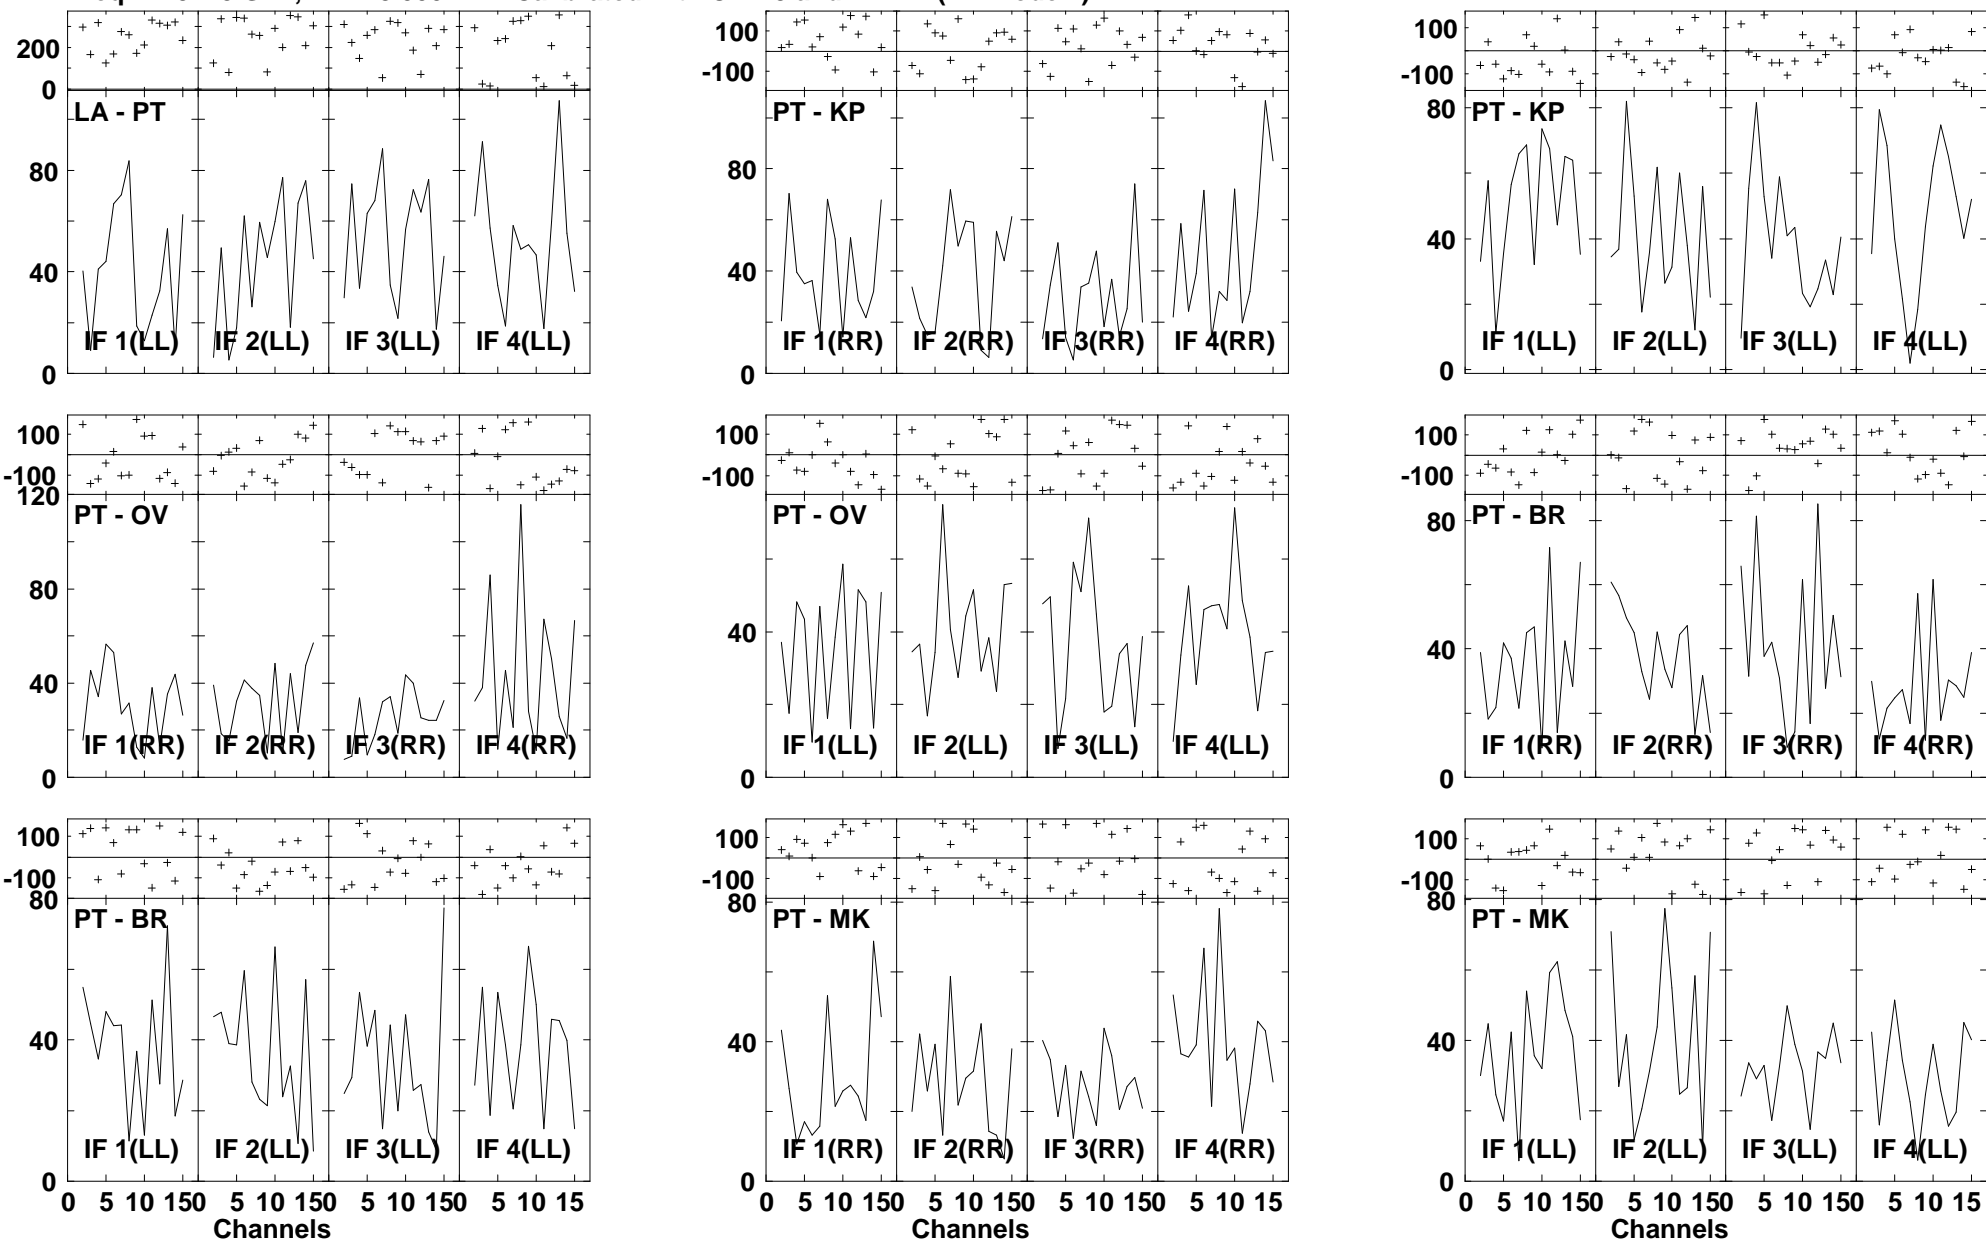 200
0
LA - PT
80
40
0
IF 1(LL) IF 2(LL) IF 3(LL) IF 4(LL)
100
-100
PT - KP
80
40
0
IF 1(RR) IF 2(RR) IF 3(RR) IF 4(RR)
100
-100
PT - KP
80
40
0
IF 1(LL) IF 2(LL) IF 3(LL) IF 4(LL)
100
-100
120
PT - OV
80
40
0
IF 1(RR) IF 2(RR) IF 3(RR) IF 4(RR)
100
-100
PT - OV
40
0
IF 1(LL) IF 2(LL) IF 3(LL) IF 4(LL)
100
-100
PT - BR
80
40
0
IF 1(RR) IF 2(RR) IF 3(RR) IF 4(RR)
100
-100
80
PT - BR
40
0
IF 1(LL) IF 2(LL) IF 3(LL) IF 4(LL)
0 5 10 150 5 10 150 5 10 150 5 10 15
Channels
100
-100
80
PT - MK
40
0
IF 1(RR) IF 2(RR) IF 3(RR) IF 4(RR)
0 5 10 150 5 10 150 5 10 150 5 10 15
Channels
100
-100
80
PT - MK
40
0
IF 1(LL) IF 2(LL) IF 3(LL) IF 4(LL)
0 5 10 150 5 10 150 5 10 150 5 10 15
Channels